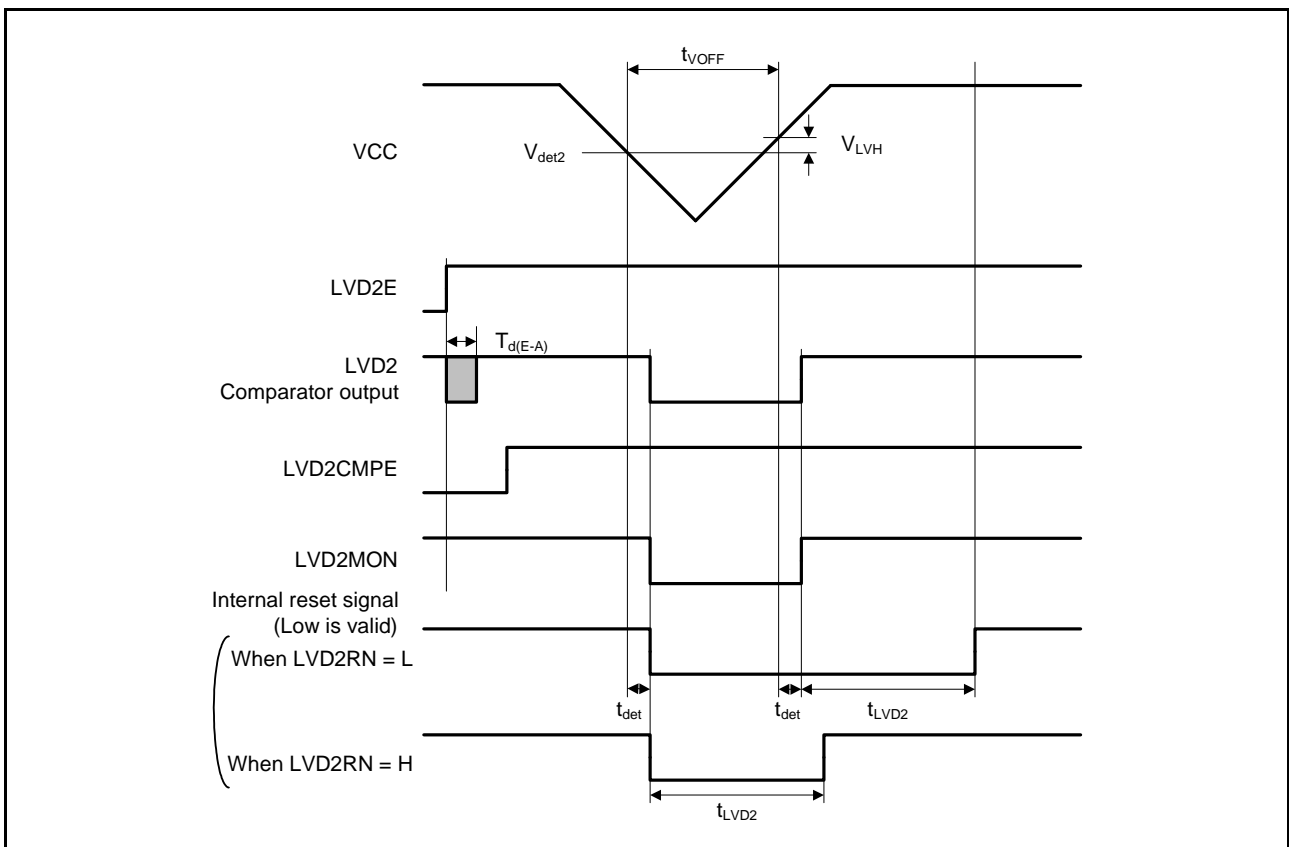 tVOFF
VCC
Vdet2
VLVH
LVD2E
Td(E-A)
LVD2
Comparator output
LVD2CMPE
LVD2MON
Internal reset signal
(Low is valid)
When LVD2RN = L
tdet
tdet
tLVD2
When LVD2RN = H
tLVD2